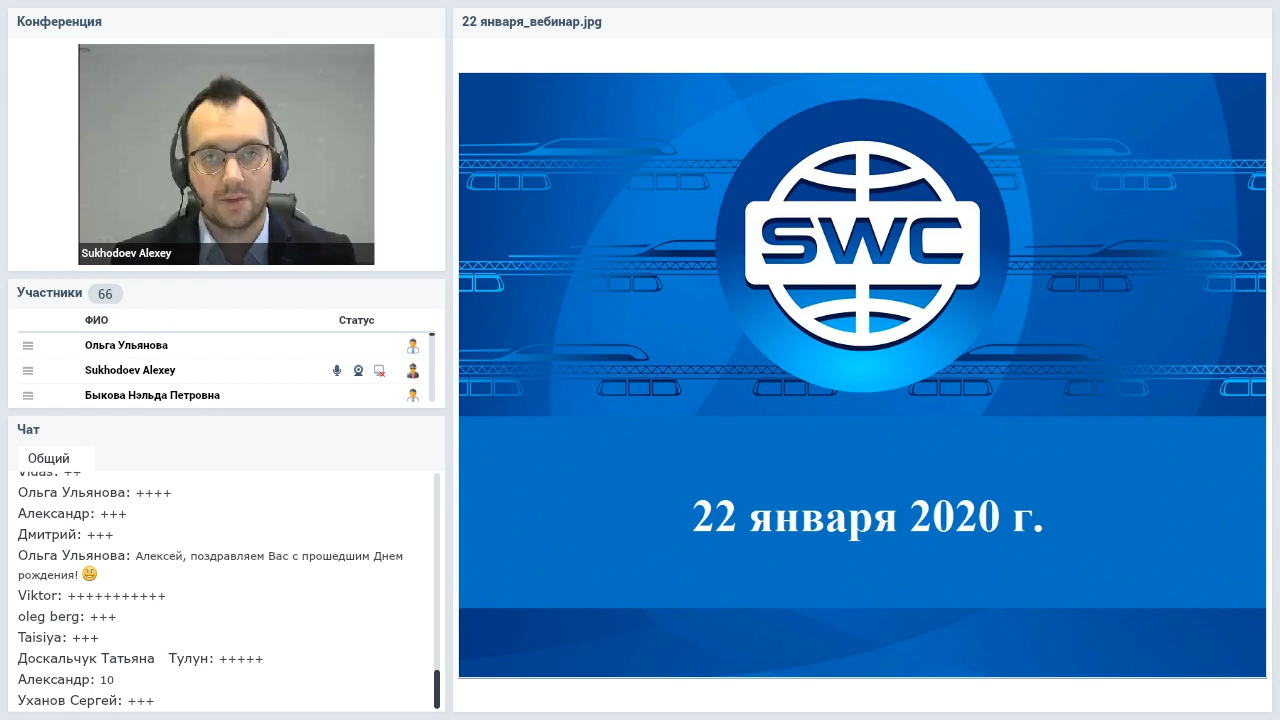 Конференция
Sukhodoev Alexey
Участники 66
ФИО Статус
Ольга Ульянова
Sukhodoev Alexey
Быкова Нэльда Петровна
Чат
Общий
Vidas: ++
Ольга Ульянова: ++++
Александр: +++
Дмитрий: +++
Ольга Ульянова: Алексей, поздравляем Вас с прошедшим Днем
рождения!
Viktor: +++++++++++
oleg berg: +++
Taisiya: +++
Доскальчук Татьяна Тулун: +++++
Александр: 10
Уханов Сергей: +++
22 января_вебинар.jpg
SWC
22 января 2020 г.